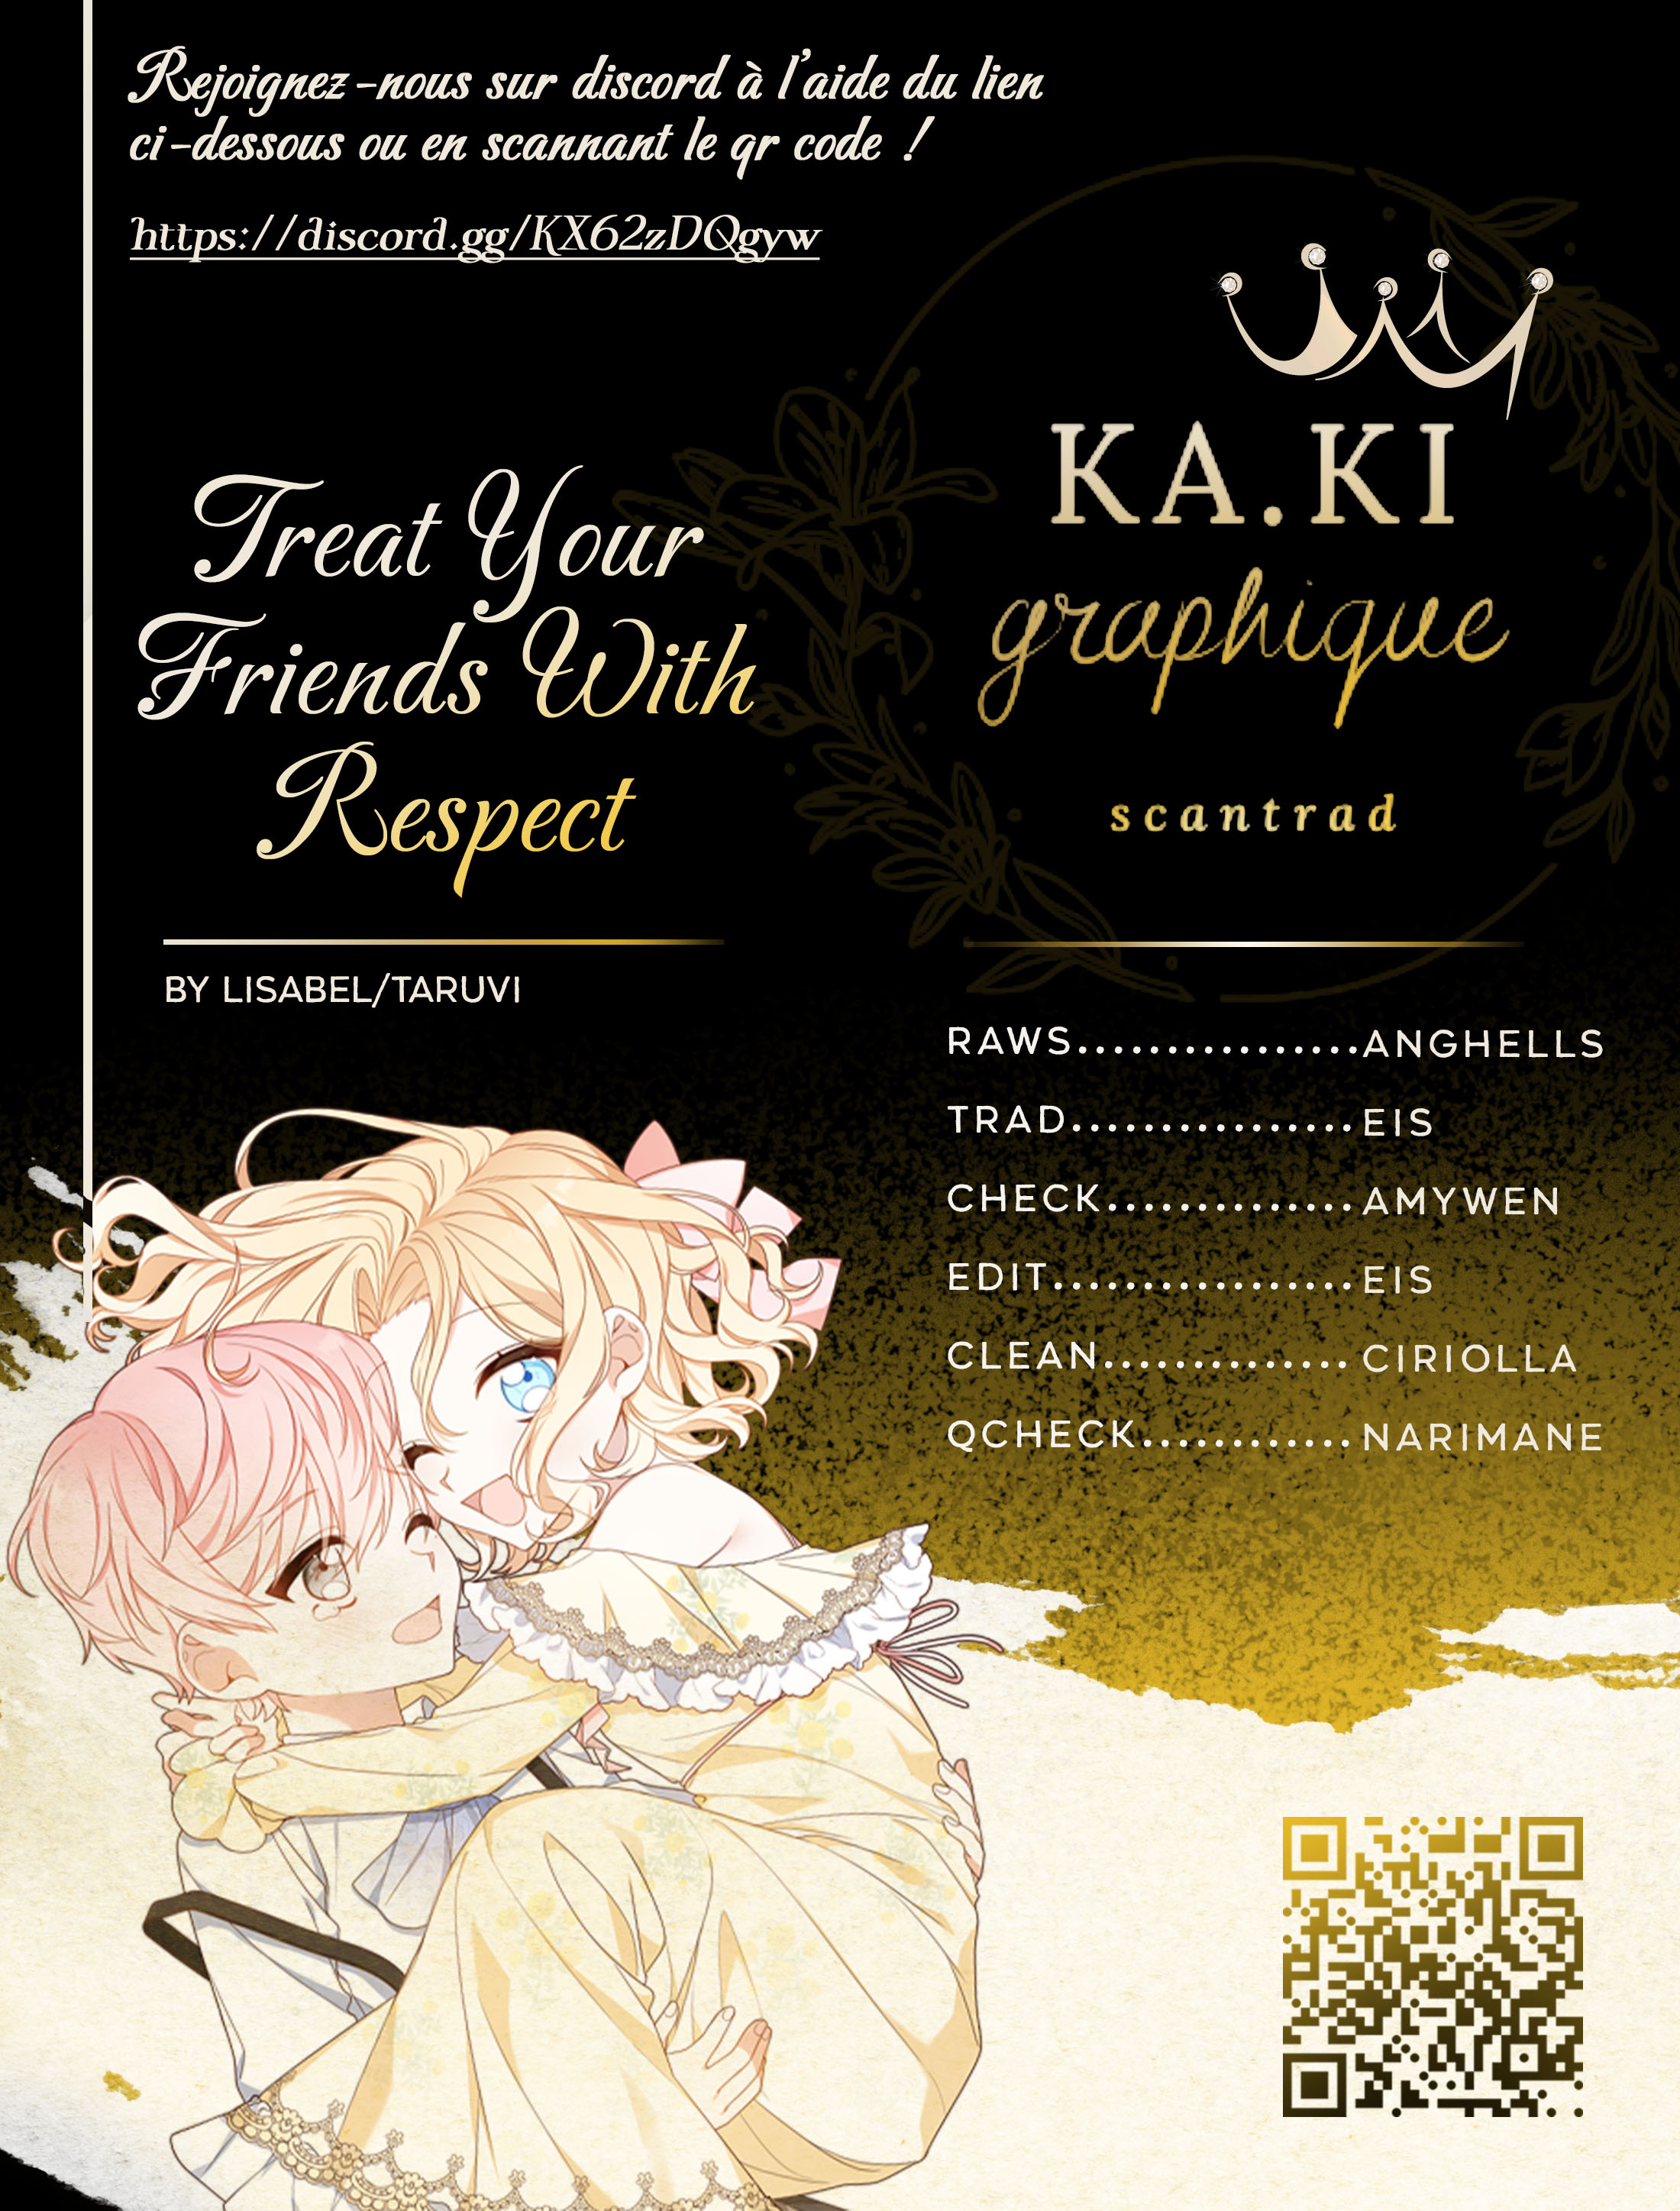 Rejoignez-nous sur discord à l'aide du lien
ci-dessous ou en scannant le qr code !
https://discord.gg/KX62zDQgyw
Treat Your
Friends With
Respect
BY LISABEL/TARUVI
KA.KI
graphique
scantrad
RAWS................ANGHELLS
TRAD................EIS
CHECK..............AMYWEN
EDIT.................EIS
CLEAN..............CIRIOLLA
QCHECK............NARIMANE